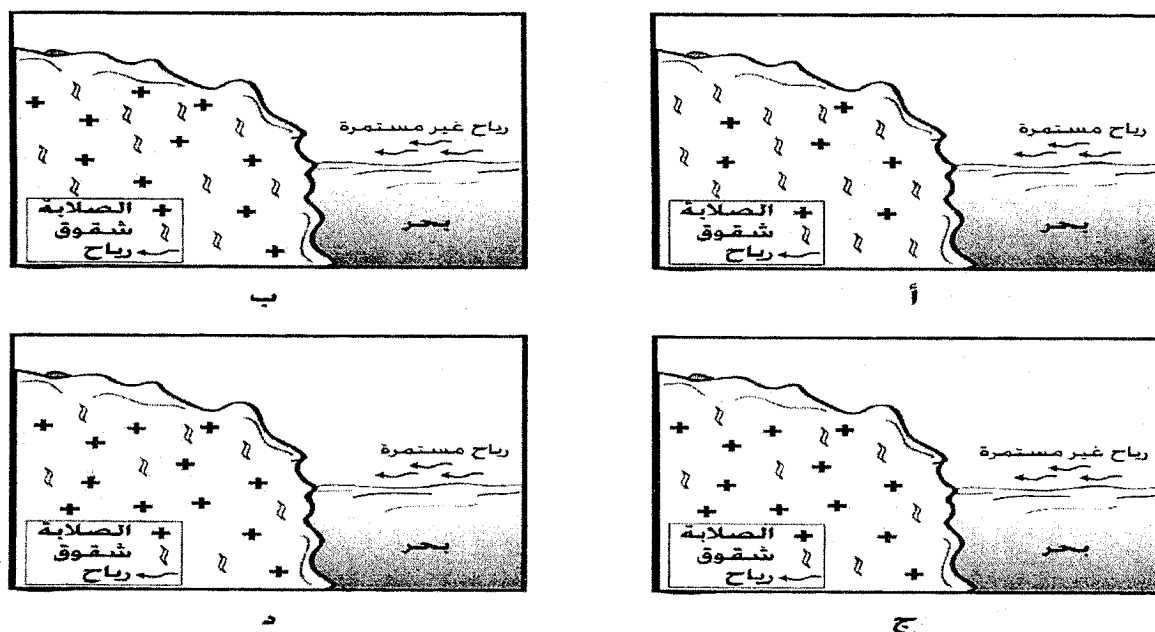 رياح مستمرة
بحر
الصلابة
شقوق
رياح
أ
رياح غير مستمرة
بحر
الصلابة
شقوق
رياح
ب
رياح غير مستمرة
بحر
الصلابة
شقوق
رياح
ج
رياح مستمرة
بحر
الصلابة
شقوق
رياح
د